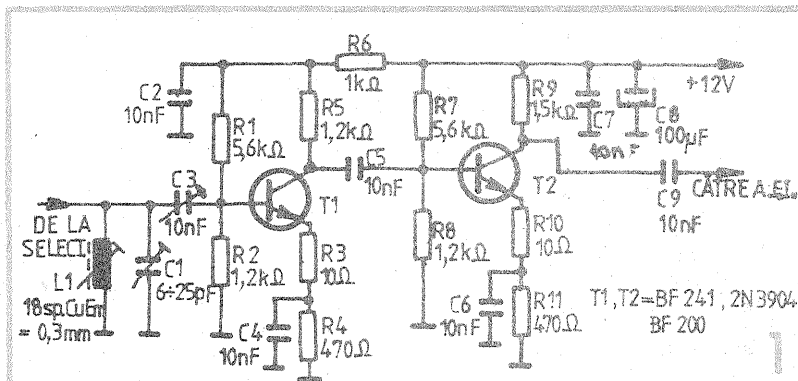 R6
1kΩ
C2
10nF
R1
5,6kΩ
R5
1,2kΩ
R7
5,6kΩ
R9
1,5kΩ
C7
10nF
C8
100µF
+12V
C3
10nF
C5
10nF
T1
T2
CĂTRE A.EL.
C9
10nF
DE LA
SELECT.
L1
18sp.CuEm
= 0,3mm
C1
6÷25pF
R2
1,2kΩ
R3
10Ω
R8
1,2kΩ
R10
10Ω
C4
10nF
R4
470Ω
C6
10nF
R11
470Ω
T1,T2=BF 241, 2N3904
BF 200